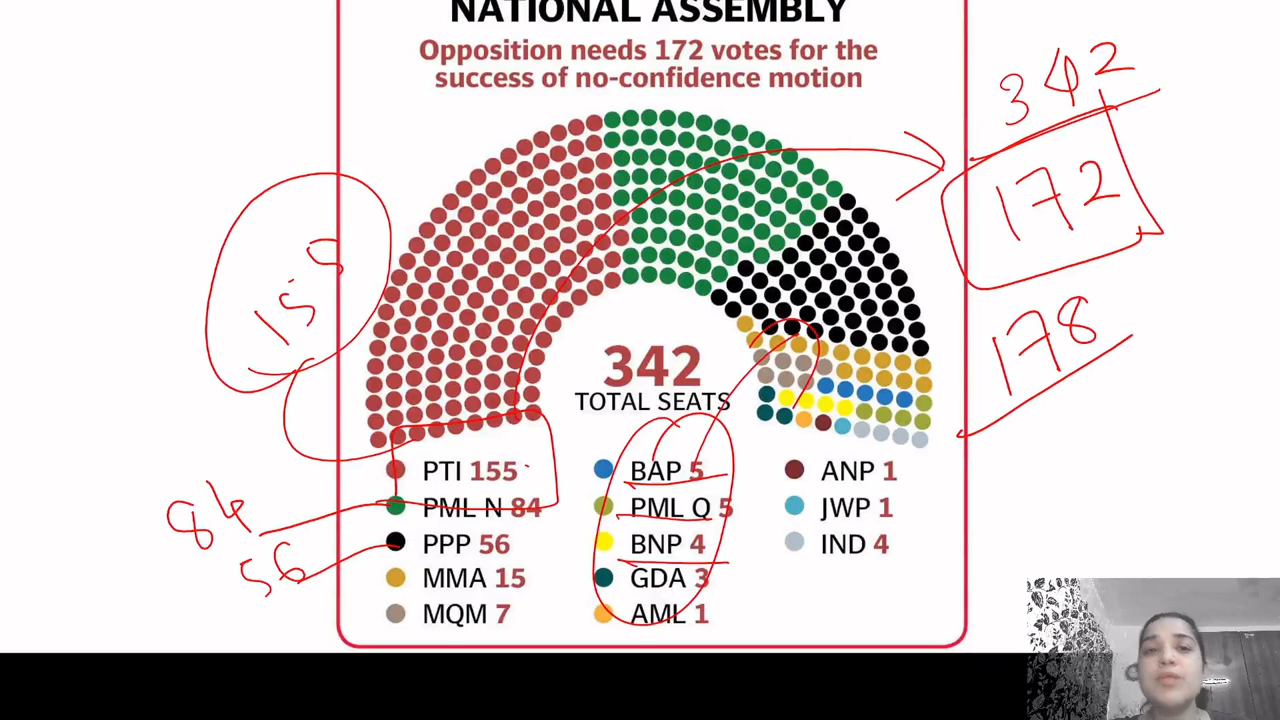 NATIONAL ASSEMBLY
Opposition needs 172 votes for the
success of no-confidence motion
342
172
178
155
342
TOTAL SEATS
PTI 155
PML N 84
PPP 56
MMA 15
MQM 7
BAP 5
PML Q 5
BNP 4
GDA 3
AML 1
ANP 1
JWP 1
IND 4
84
56